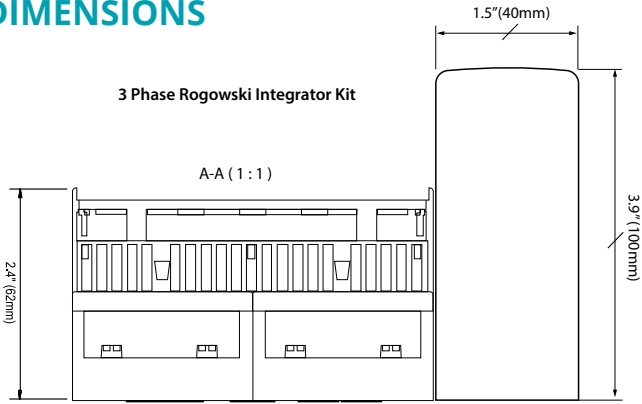 DIMENSIONS
1.5”(40mm)
3 Phase Rogowski Integrator Kit
A-A ( 1 : 1 )
2.4" (62mm)
3.9”(100mm)